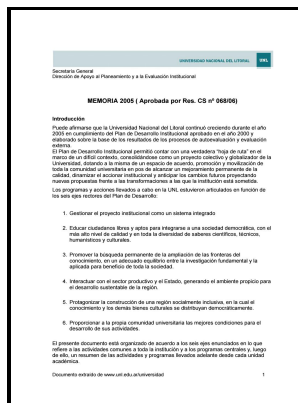 UNIVERSIDAD NACIONAL DEL LITORAL UNL
Secretaría General
Dirección de Apoyo al Planeamiento y a la Evaluación Institucional
MEMORIA 2005 ( Aprobada por Res. CS nº 068/06)
Introducción
Puede afirmarse que la Universidad Nacional del Litoral continuó creciendo durante el año
2005 en cumplimiento del Plan de Desarrollo Institucional aprobado en el año 2000 y
elaborado sobre la base de los resultados de los procesos de autoevaluación y evaluación
externa.
El Plan de Desarrollo Institucional permitió contar con una verdadera "hoja de ruta" en el
marco de un difícil contexto, consolidándose como un proyecto colectivo y globalizador de la
Universidad, dotando a la misma de un espacio de acuerdo, promoción y movilización de
toda la comunidad universitaria en pos de alcanzar un mejoramiento permanente de la
calidad, dinamizar el accionar institucional y anticipar los cambios futuros proyectando
nuevas propuestas frente a las transformaciones a las que la institución está sometida.
Los programas y acciones llevados a cabo en la UNL estuvieron articulados en función de
los seis ejes rectores del Plan de Desarrollo:
1. Gestionar el proyecto institucional como un sistema integrado
2. Educar ciudadanos libres y aptos para integrarse a una sociedad democrática, con el
más alto nivel de calidad y en toda la diversidad de saberes científicos, técnicos,
humanísticos y culturales.
3. Promover la búsqueda permanente de la ampliación de las fronteras del
conocimiento, en un adecuado equilibrio entre la investigación fundamental y la
aplicada para beneficio de toda la sociedad.
4. Interactuar con el sector productivo y el Estado, generando el ambiente propicio para
el desarrollo sustentable de la región.
5. Protagonizar la construcción de una región socialmente inclusiva, en la cual el
conocimiento y los demás bienes culturales se distribuyan democráticamente.
6. Proporcionar a la propia comunidad universitaria las mejores condiciones para el
desarrollo de sus actividades.
El presente documento está organizado de acuerdo a los seis ejes enunciados en lo que
refiere a las actividades comunes a toda la institución y a los programas centrales y, luego
de ello, un resumen de las actividades y programas llevados adelante desde cada unidad
académica.
Documento extraído de www.unl.edu.ar/universidad 1